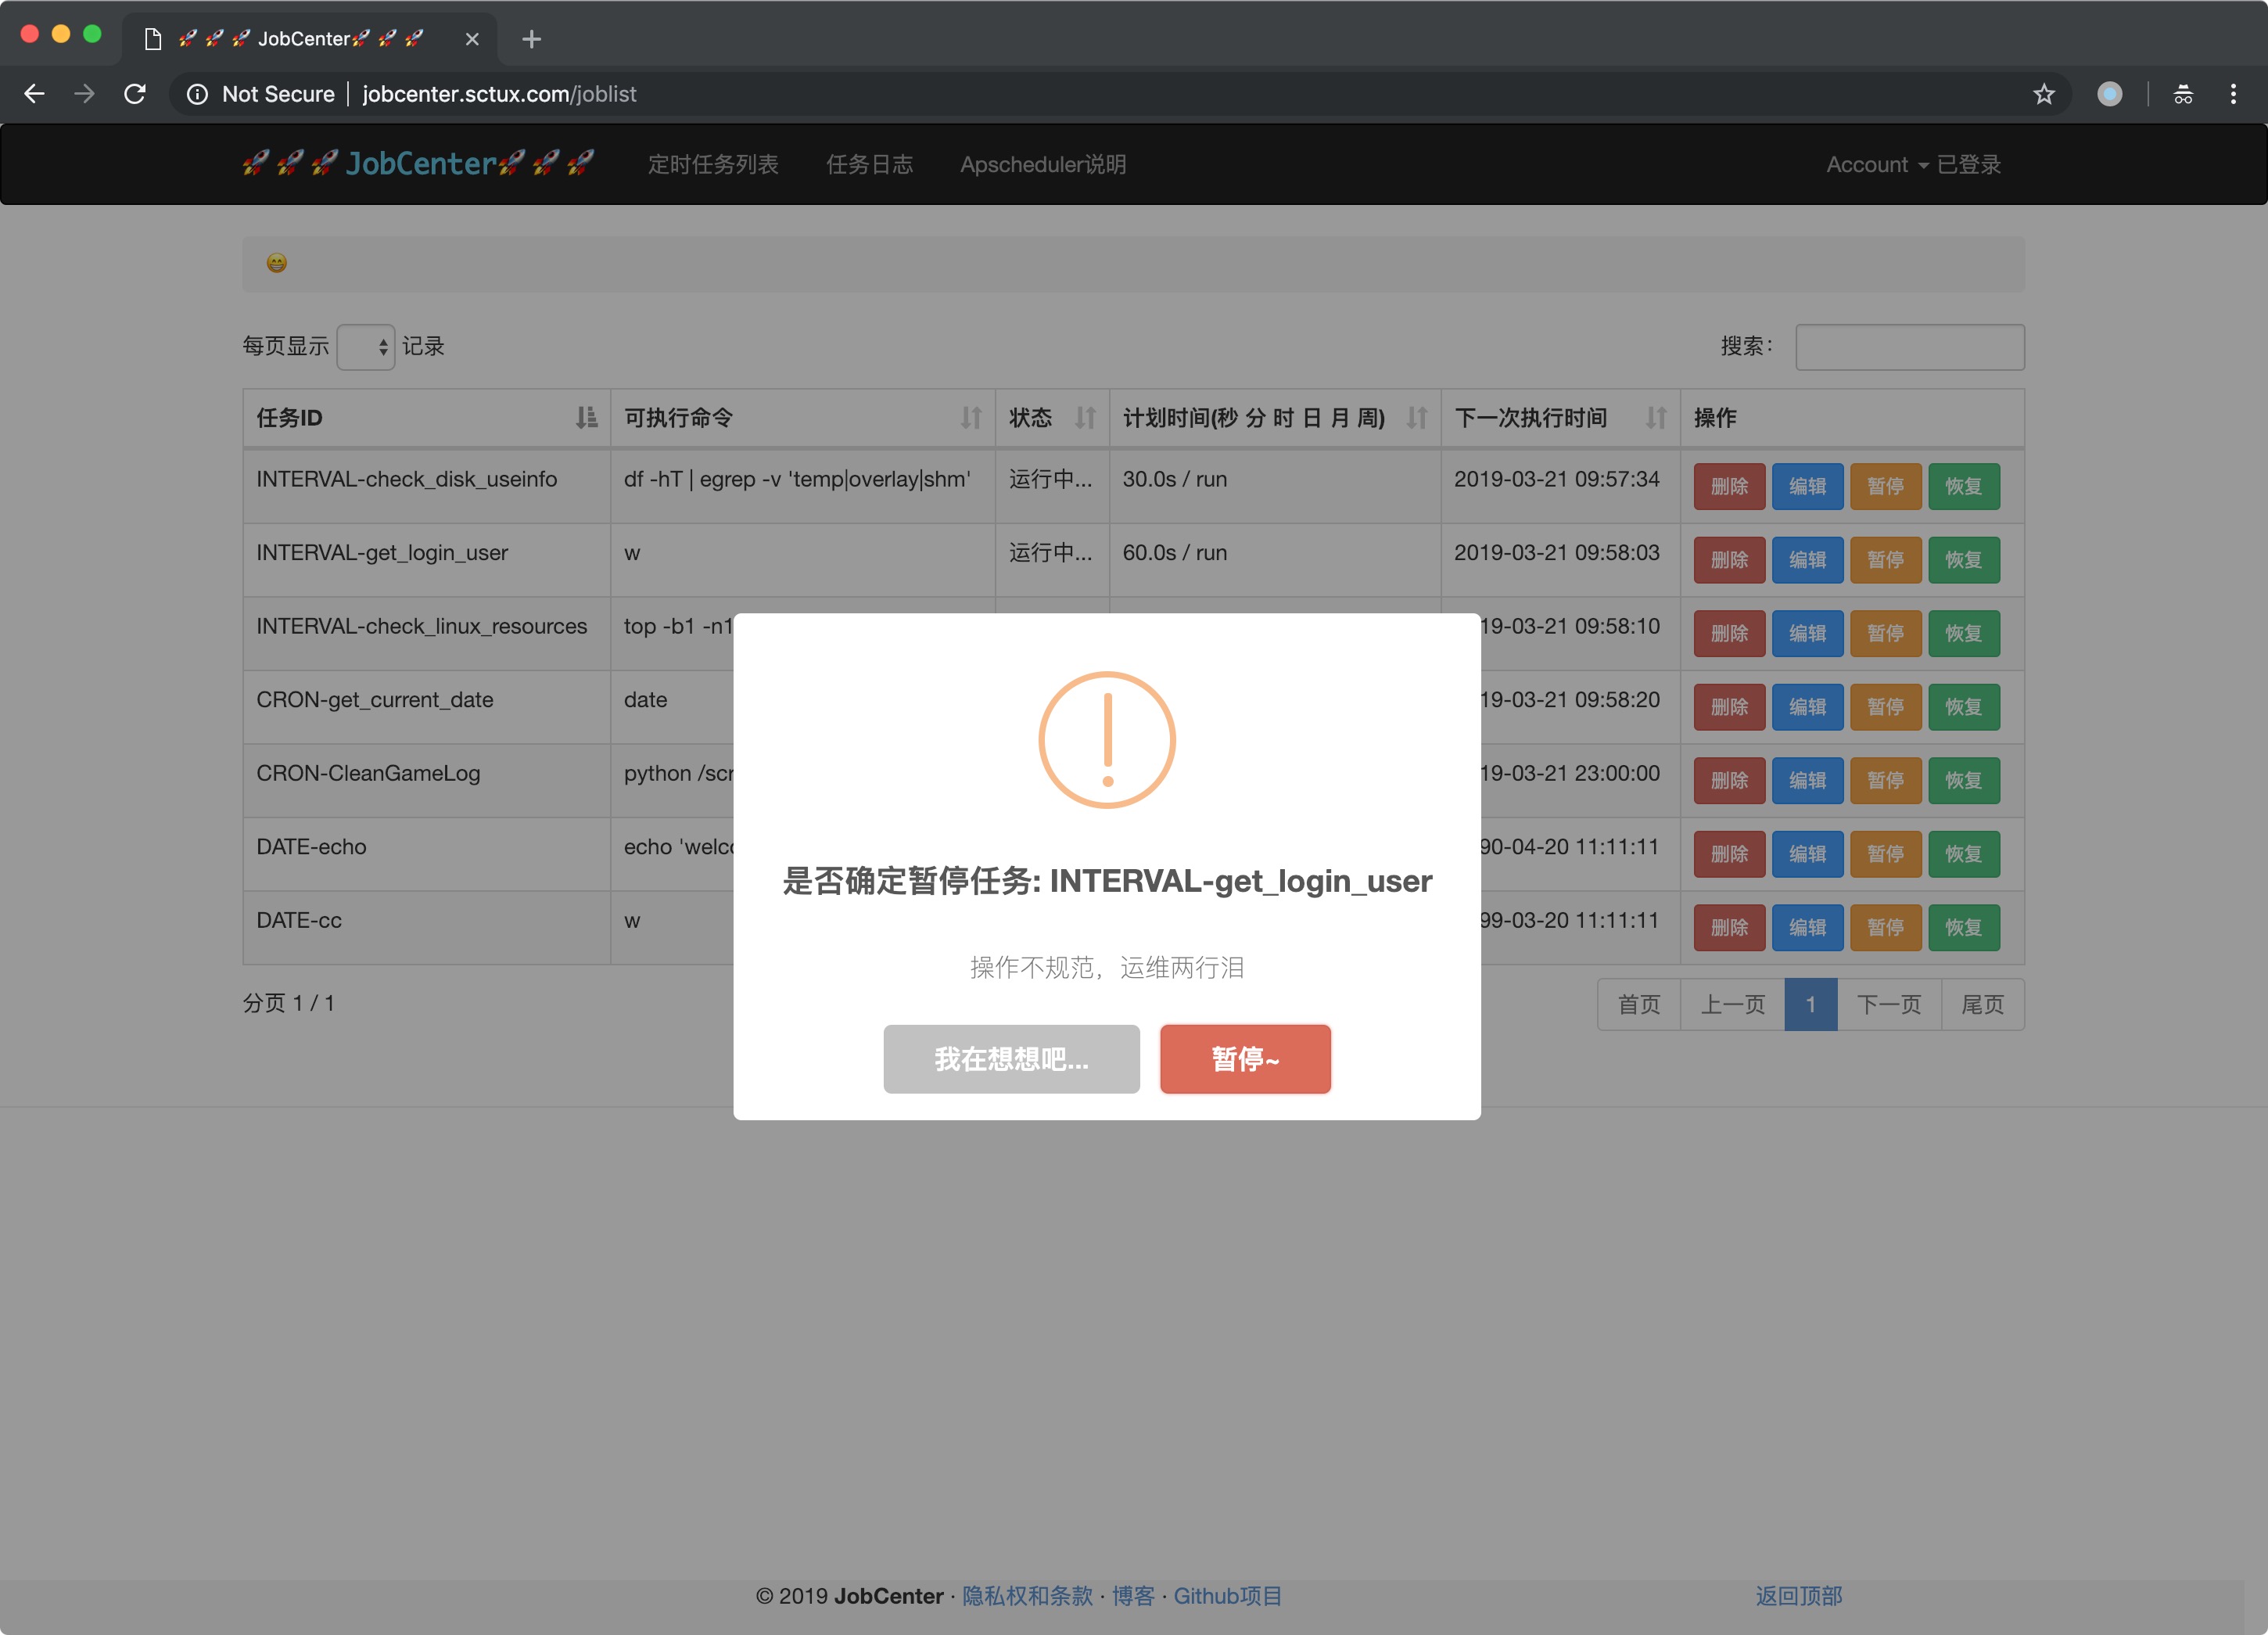 🚀🚀🚀 JobCenter🚀🚀🚀
Not Secure | jobcenter.sctux.com/joblist
🚀🚀🚀JobCenter🚀🚀🚀 定时任务列表 任务日志 Apscheduler说明 Account 已登录
😁
每页显示 记录 搜索：
任务ID 可执行命令 状态 计划时间(秒 分 时 日 月 周) 下一次执行时间 操作
INTERVAL-check_disk_useinfo df -hT | egrep -v 'temp|overlay|shm' 运行中... 30.0s / run 2019-03-21 09:57:34 删除 编辑 暂停 恢复
INTERVAL-get_login_user w 运行中... 60.0s / run 2019-03-21 09:58:03 删除 编辑 暂停 恢复
INTERVAL-check_linux_resources top -b1 -n1 19-03-21 09:58:10 删除 编辑 暂停 恢复
CRON-get_current_date date 19-03-21 09:58:20 删除 编辑 暂停 恢复
CRON-CleanGameLog python /scr 19-03-21 23:00:00 删除 编辑 暂停 恢复
DATE-echo echo 'welc 90-04-20 11:11:11 删除 编辑 暂停 恢复
DATE-cc w 99-03-20 11:11:11 删除 编辑 暂停 恢复
是否确定暂停任务: INTERVAL-get_login_user
操作不规范，运维两行泪
我在想想吧... 暂停~
分页 1 / 1 首页 上一页 1 下一页 尾页
© 2019 JobCenter · 隐私权和条款 · 博客 · Github项目 返回顶部